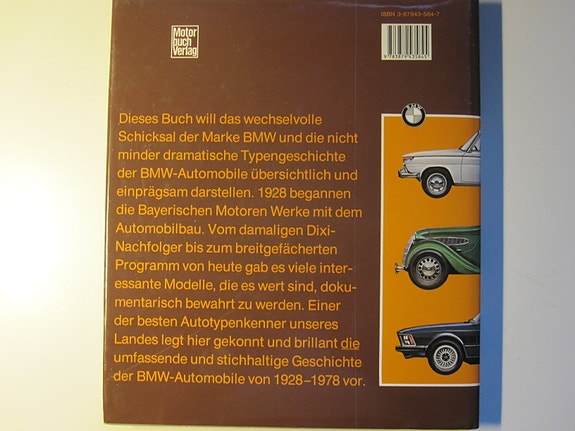 Motor
buch
Verlag
ISBN 3-87943-584-7
9783879435845
Dieses Buch will das wechselvolle
Schicksal der Marke BMW und die nicht
minder dramatische Typengeschichte
der BMW-Automobile übersichtlich und
einprägsam darstellen. 1928 begannen
die Bayerischen Motoren Werke mit dem
Automobilbau. Vom damaligen Dixi-
Nachfolger bis zum breitgefächerten
Programm von heute gab es viele inter-
essante Modelle, die es wert sind, doku-
mentarisch bewahrt zu werden. Einer
der besten Autotypenkenner unseres
Landes legt hier gekonnt und brillant die
umfassende und stichhaltige Geschichte
der BMW-Automobile von 1928–1978 vor.
BMW